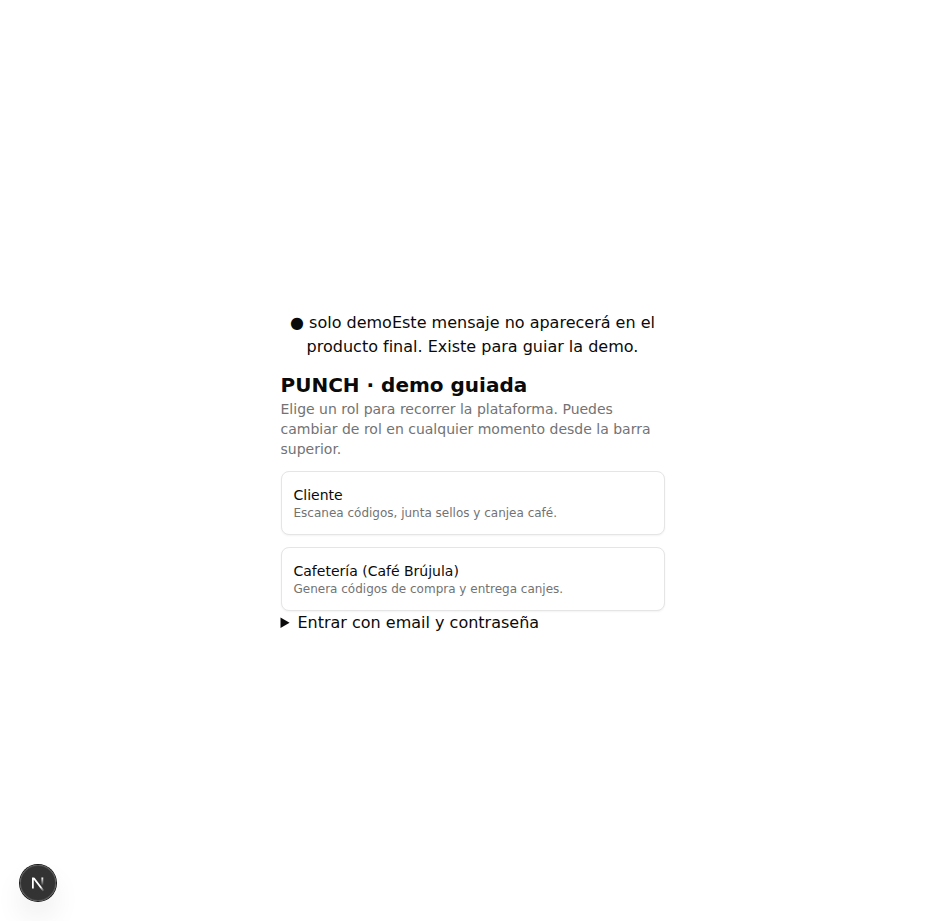 ● solo demoEste mensaje no aparecerá en el
producto final. Existe para guiar la demo.
PUNCH · demo guiada
Elige un rol para recorrer la plataforma. Puedes
cambiar de rol en cualquier momento desde la barra
superior.
Cliente
Escanea códigos, junta sellos y canjea café.
Cafetería (Café Brújula)
Genera códigos de compra y entrega canjes.
▶ Entrar con email y contraseña
N